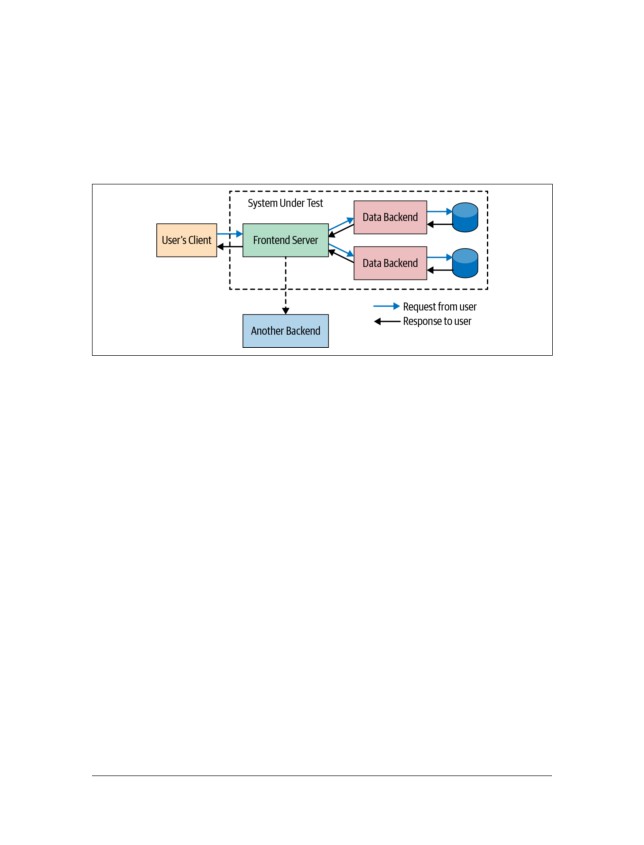 System Under Test
User's Client
Frontend Server
Data Backend
Data Backend
Another Backend
Request from user
Response to user